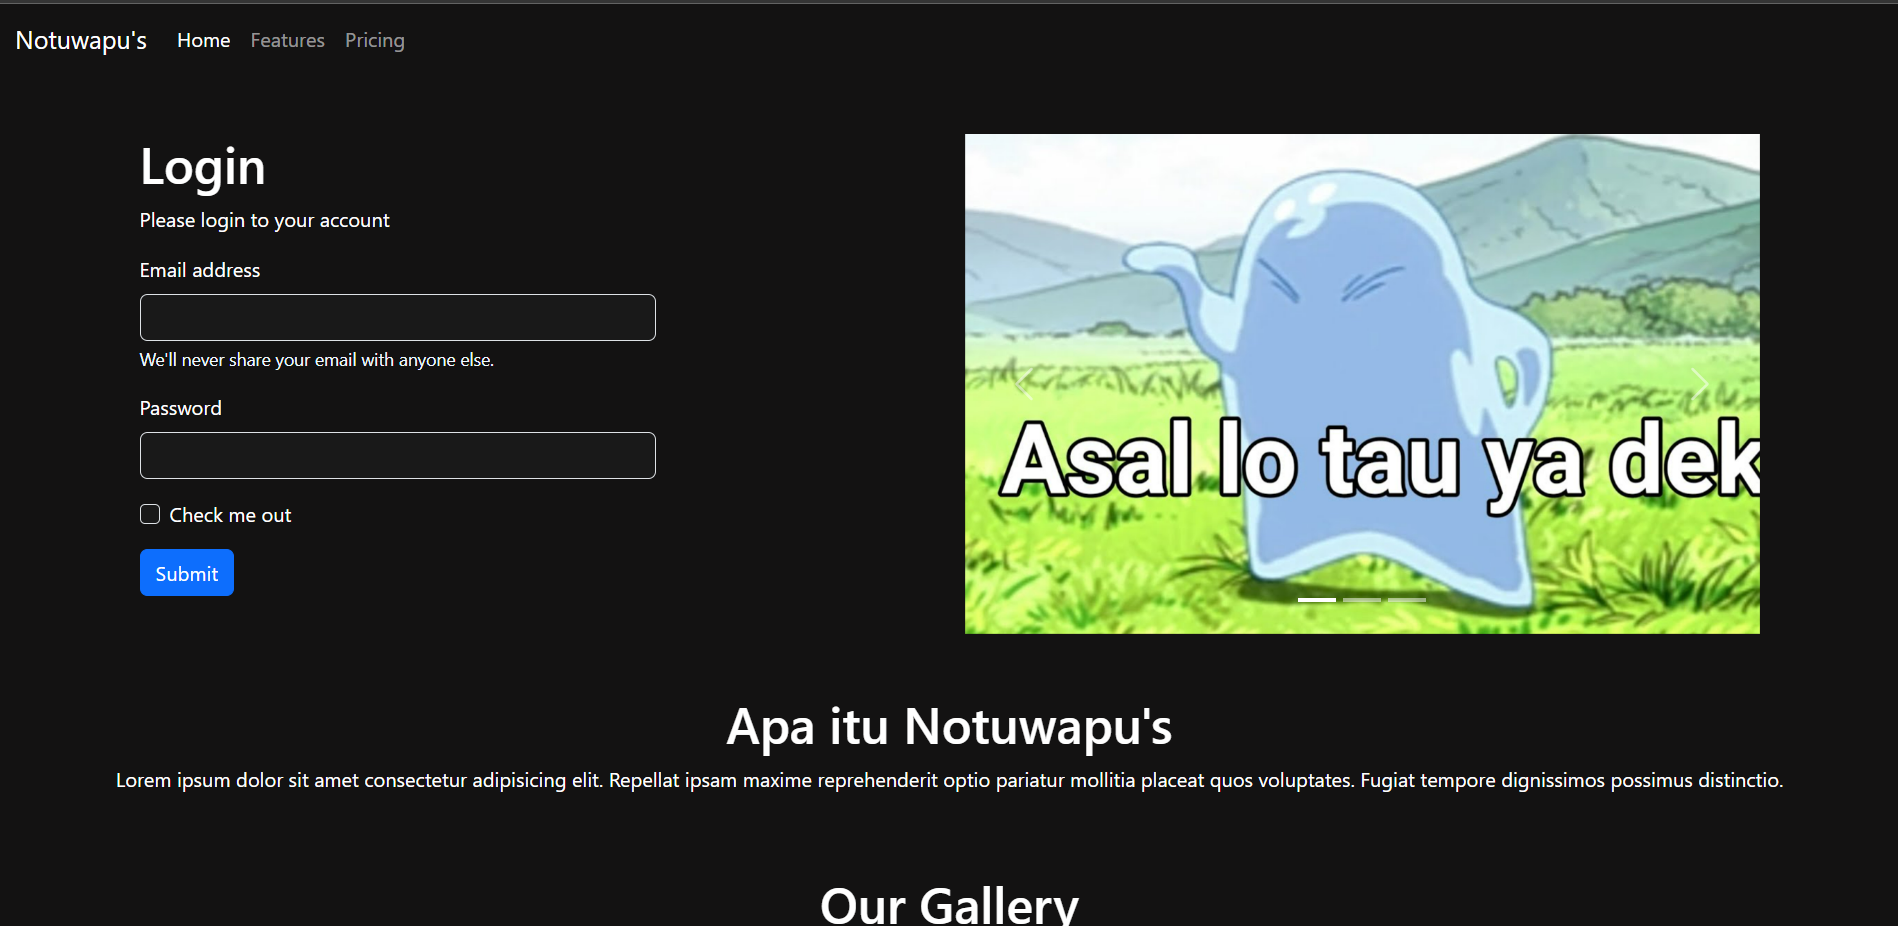 Notuwapu's Home Features Pricing
Login
Please login to your account
Email address
We'll never share your email with anyone else.
Password
Check me out
Submit
Asal lo tau ya dek
Apa itu Notuwapu's
Lorem ipsum dolor sit amet consectetur adipisicing elit. Repellat ipsam maxime reprehenderit optio pariatur mollitia placeat quos voluptates. Fugiat tempore dignissimos possimus distinctio.
Our Gallery